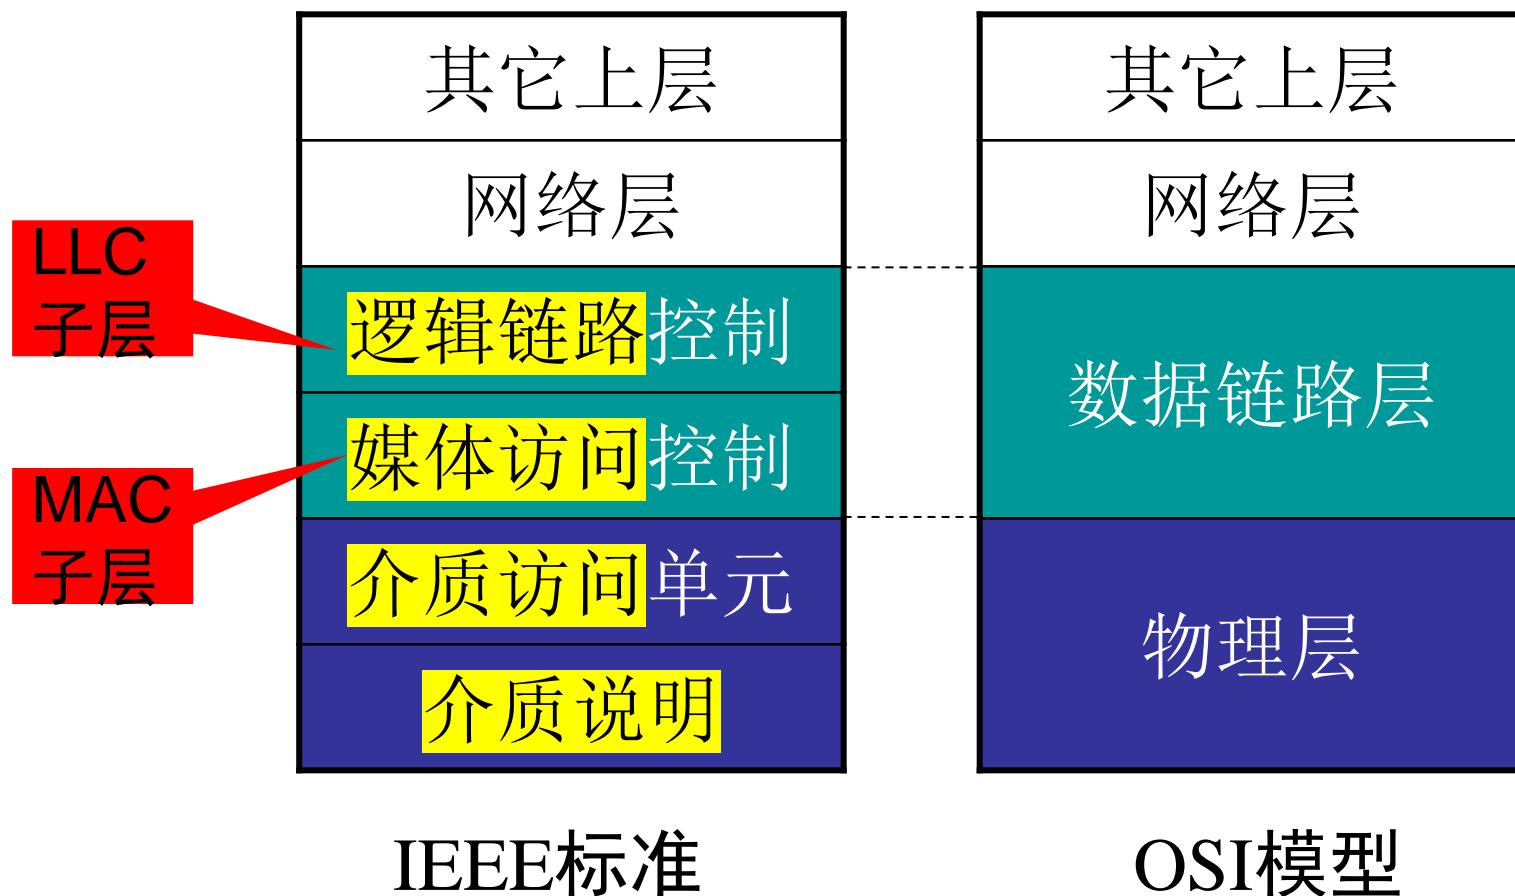 其它上层
网络层
LLC
子层
逻辑链路控制
媒体访问控制
MAC
子层
介质访问单元
介质说明
IEEE标准
其它上层
网络层
数据链路层
物理层
OSI模型